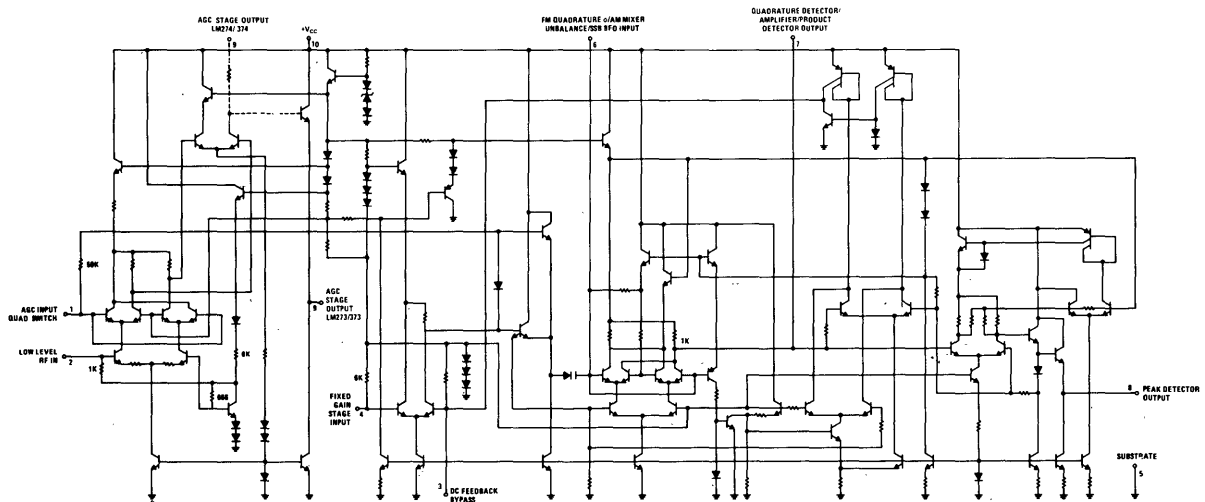 AGC STAGE OUTPUT
LM274/374
9
+VCC
10
FM QUADRATURE o/AM MIXER
UNBALANCE/SSB BFO INPUT
6
QUADRATURE DETECTOR/
AMPLIFIER/PRODUCT
DETECTOR OUTPUT
7
50K
AGC INPUT
QUAD SWITCH
1
LOW LEVEL
RF IN
2
1K
8K
AGC
STAGE
OUTPUT
LM273/373
9
6K
FIXED
GAIN
STAGE
INPUT
4
3
DC FEEDBACK
BYPASS
1K
8
PEAK DETECTOR
OUTPUT
SUBSTRATE
5